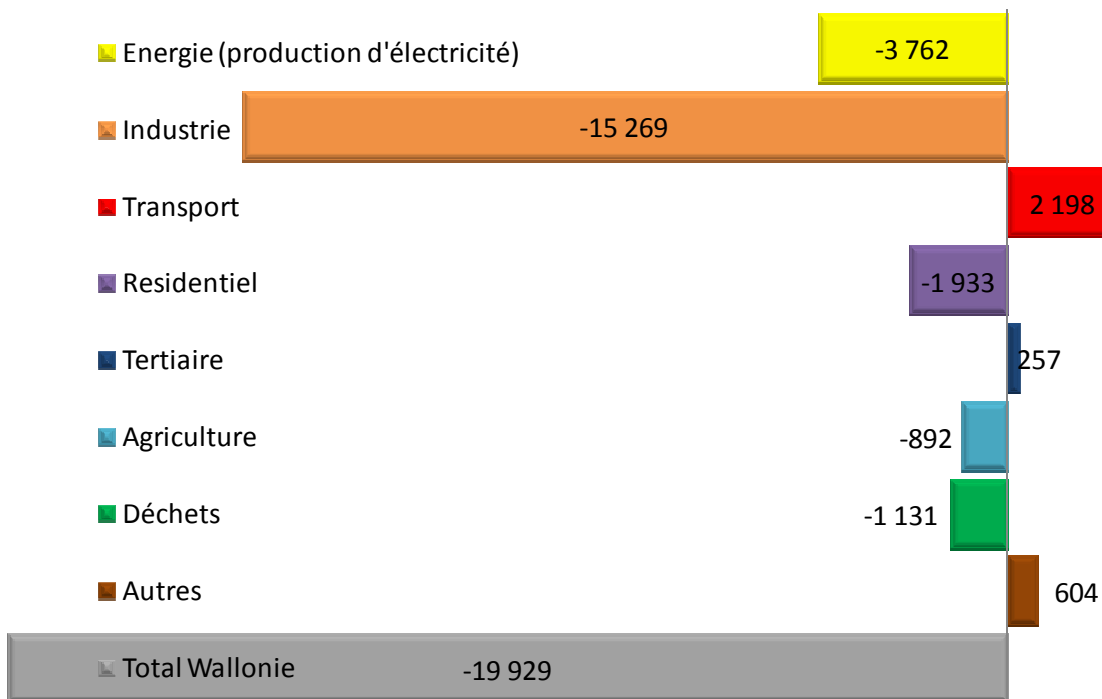 Energie (production d'électricité) -3 762
Industrie -15 269
Transport 2 198
Residentiel -1 933
Tertiaire 257
Agriculture -892
Déchets -1 131
Autres 604
Total Wallonie -19 929